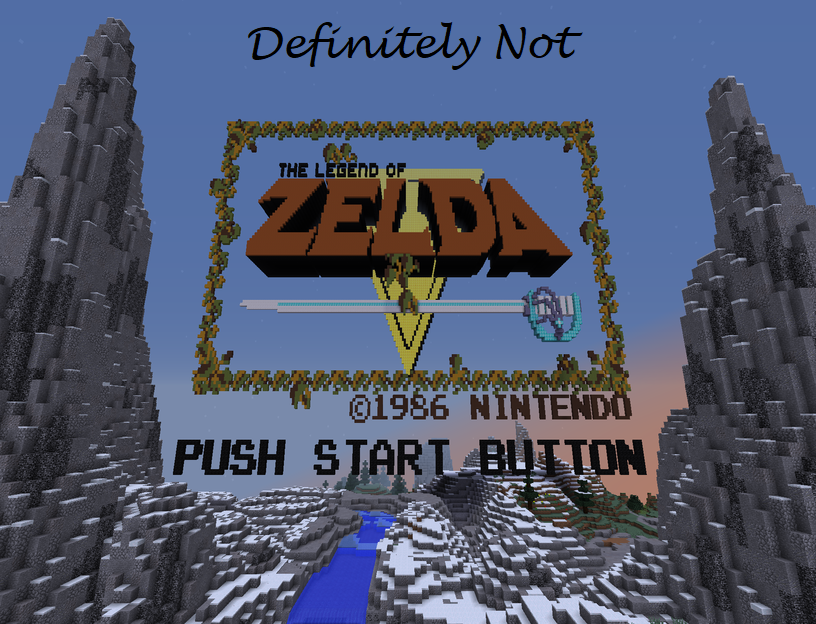 Definitely Not
THE LEGEND OF
ZELDA
©1986 NINTENDO
PUSH START BUTTON